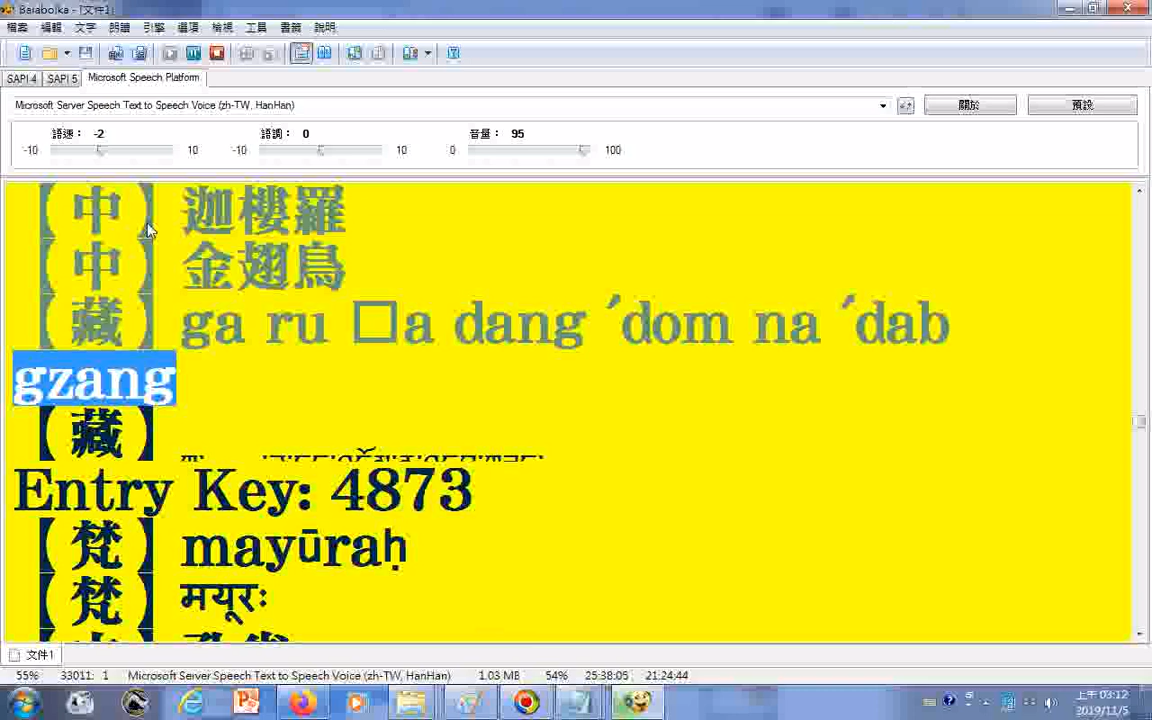 Balabolka - [文件1]
檔案 編輯 文字 朗讀 引擎 選項 檢視 工具 書籤 說明
SAPI 4 SAPI 5 Microsoft Speech Platform
Microsoft Server Speech Text to Speech Voice (zh-TW, HanHan) 關於 預設
語速： -2 語調： 0 音量： 95
-10 10 -10 10 0 100
【中】 迦樓羅
【中】 金翅鳥
【藏】 ga ru □a dang ´dom na ´dab
gzang
【藏】
Entry Key: 4873
【梵】 mayūraḥ
【梵】 मयूरः
文件1
55% 33011: 1 Microsoft Server Speech Text to Speech Voice (zh-TW, HanHan) 1.03 MB 54% 25:38:05 21:24:44
上午 03:12
2019/11/5